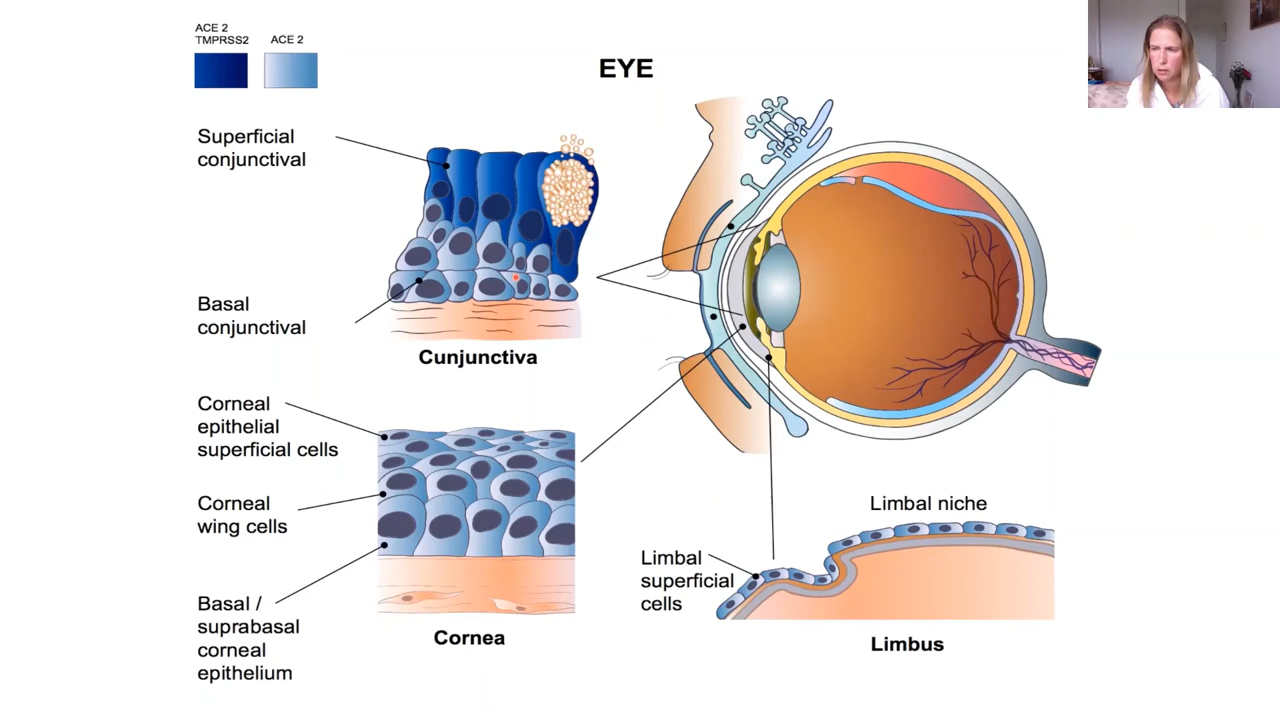 ACE 2
TMPRSS2
ACE 2
EYE
Superficial
conjunctival
Basal
conjunctival
Cunjunctiva
Corneal
epithelial
superficial cells
Corneal
wing cells
Basal /
suprabasal
corneal
epithelium
Cornea
Limbal niche
Limbal
superficial
cells
Limbus